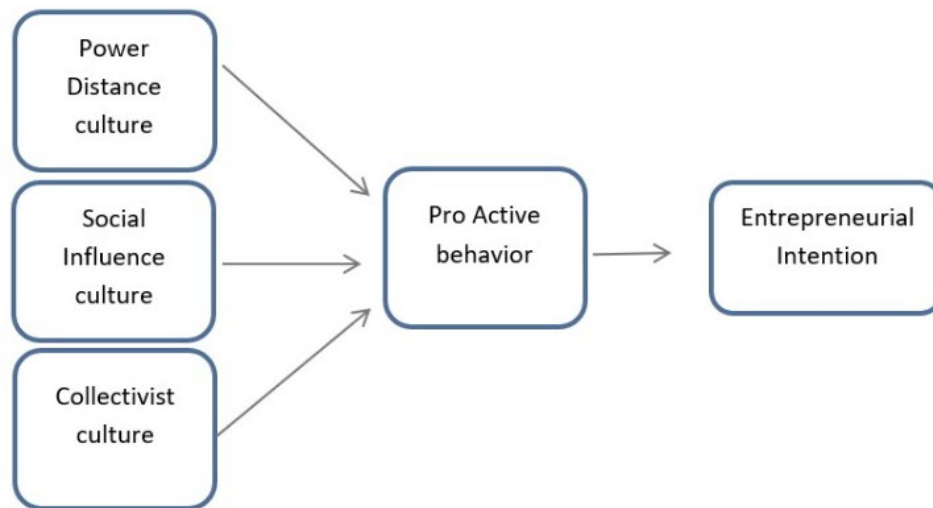 Power
Distance
culture
Social
Influence
culture
Collectivist
culture
Pro Active
behavior
Entrepreneurial
Intention